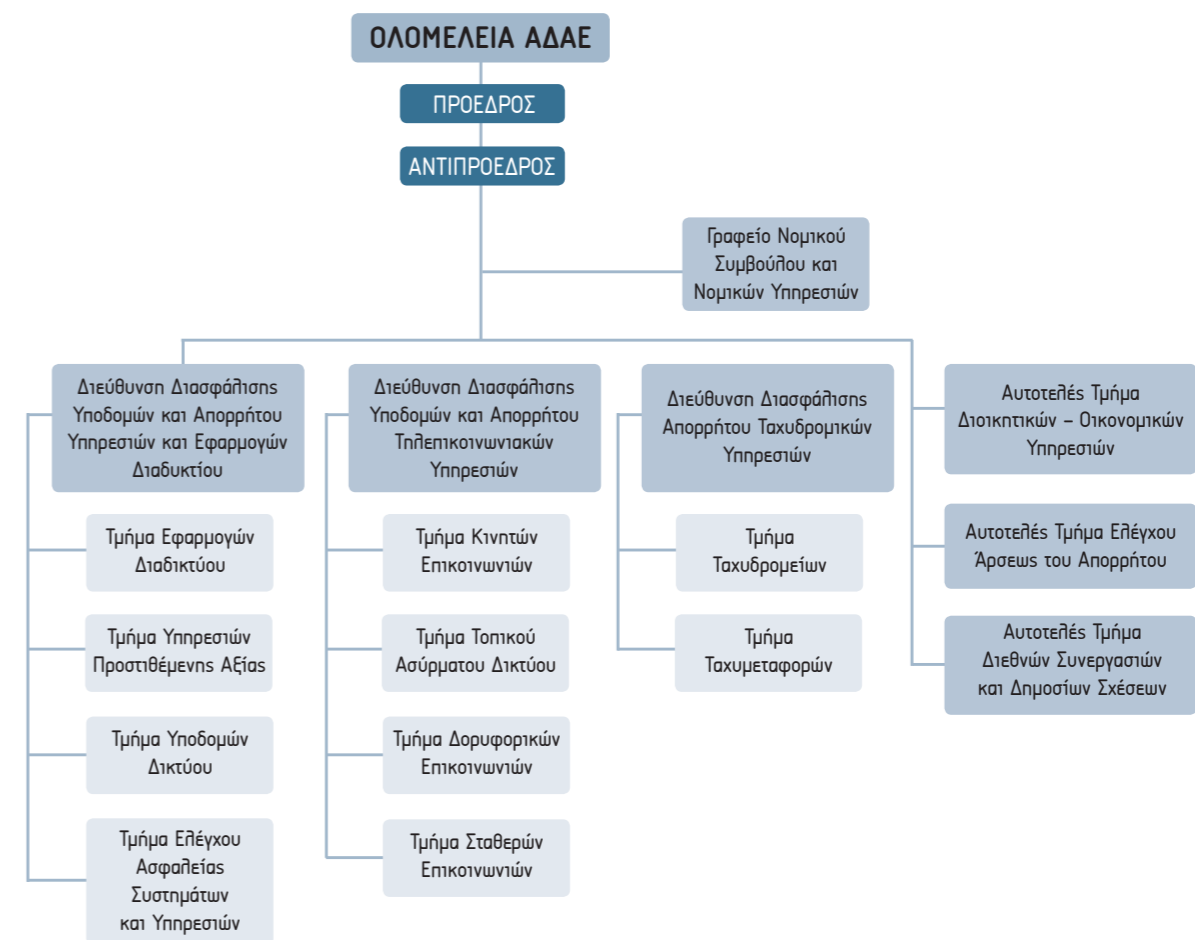 ΟΛΟΜΕΛΕΙΑ ΑΔΑΕ
ΠΡΟΕΔΡΟΣ
ΑΝΤΙΠΡΟΕΔΡΟΣ
Γραφείο Νομικού
Συμβούλου και
Νομικών Υπηρεσιών
Διεύθυνση Διασφάλισης
Υποδομών και Απορρήτου
Υπηρεσιών και Εφαρμογών
Διαδυκτίου
Τμήμα Εφαρμογών
Διαδικτύου
Τμήμα Υπηρεσιών
Προστιθέμενης Αξίας
Τμήμα Υποδομών
Δικτύου
Τμήμα Ελέγχου
Ασφαλείας
Συστημάτων
και Υπηρεσιών
Διεύθυνση Διασφάλισης
Υποδομών και Απορρήτου
Τηλεπικοινωνιακών
Υπηρεσιών
Τμήμα Κινητών
Επικοινωνιών
Τμήμα Τοπικού
Ασύρματου Δικτύου
Τμήμα Δορυφορικών
Επικοινωνιών
Τμήμα Σταθερών
Επικοινωνιών
Διεύθυνση Διασφάλισης
Απορρήτου Ταχυδρομικών
Υπηρεσιών
Τμήμα
Ταχυδρομείων
Τμήμα
Ταχυμεταφορών
Αυτοτελές Τμήμα
Διοικητικών – Οικονομικών
Υπηρεσιών
Αυτοτελές Τμήμα Ελέγχου
Άρσεως του Απορρήτου
Αυτοτελές Τμήμα
Διεθνών Συνεργασιών
και Δημοσίων Σχέσεων